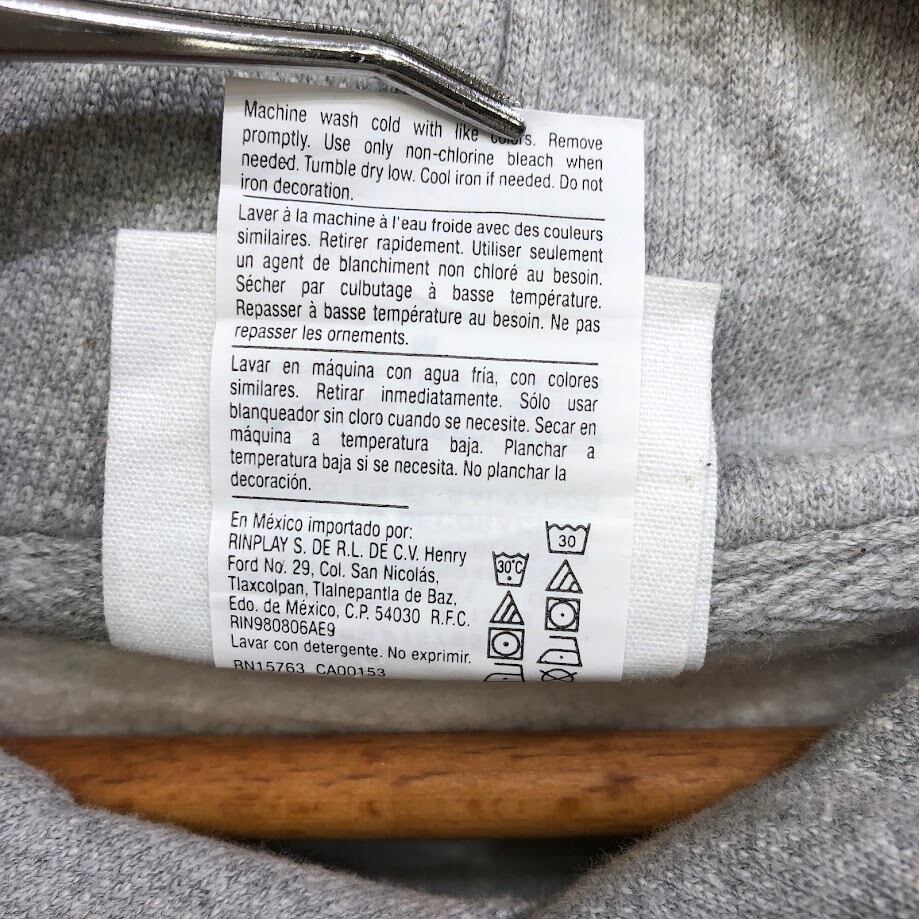 Machine wash cold with like colors. Remove
promptly. Use only non-chlorine bleach when
needed. Tumble dry low. Cool iron if needed. Do not
iron decoration.
Laver à la machine à l'eau froide avec des couleurs
similaires. Retirer rapidement. Utiliser seulement
un agent de blanchiment non chloré au besoin.
Sécher par culbutage à basse température.
Repasser à basse température au besoin. Ne pas
repasser les ornements.
Lavar en máquina con agua fría, con colores
similares. Retirar inmediatamente. Sólo usar
blanqueador sin cloro cuando se necesite. Secar en
máquina a temperatura baja. Planchar a
temperatura baja si se necesita. No planchar la
decoración.
En México importado por:
RINPLAY S. DE R.L. DE C.V. Henry
Ford No. 29, Col. San Nicolás,
Tlaxcolpan, Tlalnepantla de Baz,
Edo. de México, C.P. 54030 R.F.C.
RIN980806AE9
Lavar con detergente. No exprimir.
RN15763 CA00153
30
30°C